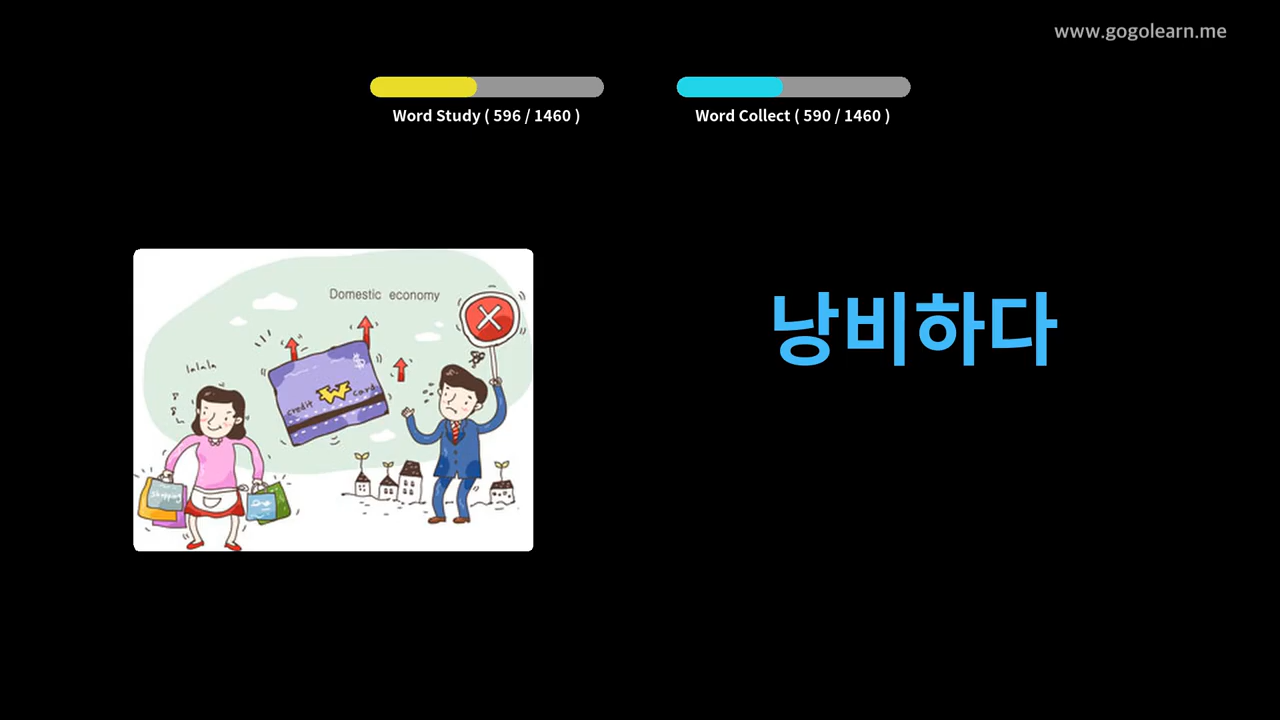 www.gogolearn.me
Word Study ( 596 / 1460 )
Word Collect ( 590 / 1460 )
낭비하다
Domestic economy
lalala
$
W
credit card
Shopping